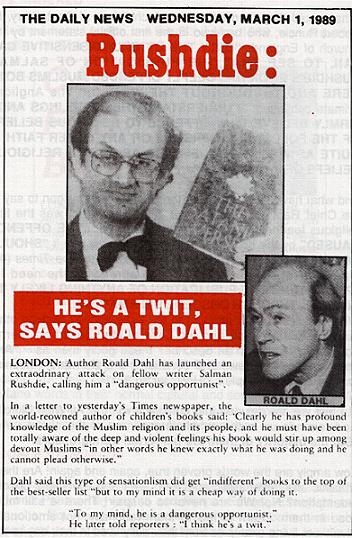 THE DAILY NEWS WEDNESDAY, MARCH 1, 1989
Rushdie:
HE'S A TWIT,
SAYS ROALD DAHL
ROALD DAHL
LONDON: Author Roald Dahl has launched an
extraodrinary attack on fellow writer Salman
Rushdie, calling him a "dangerous opportunist".
In a letter to yesterday's Times newspaper, the
world-reowned author of children's books said: 'Clearly he has profound
knowledge of the Muslim religion and its people, and he must have been
totally aware of the deep and violent feelings his book would stir up among
devout Muslims "in other words he knew exactly what he was doing and he
cannot plead otherwise."
Dahl said this type of sensationlism did get "indifferent" books to the top of
the best-seller list "but to my mind it is a cheap way of doing it.
"To my mind, he is a dangerous opportunist."
He later told reporters : "I think he's a twit."